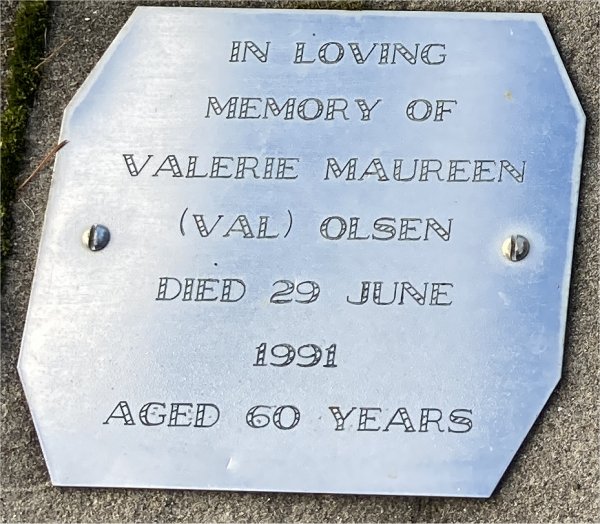 IN LOVING
MEMORY OF
VALERIE MAUREEN
(VAL) OLSEN
DIED 29 JUNE
1991
AGED 60 YEARS